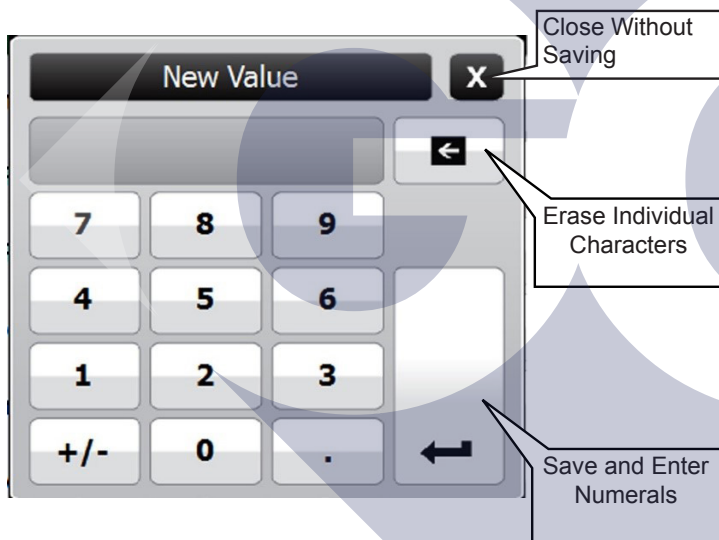 Close Without
Saving
New Value X
7 8 9
Erase Individual
Characters
4 5 6
1 2 3
+/- 0 .
Save and Enter
Numerals